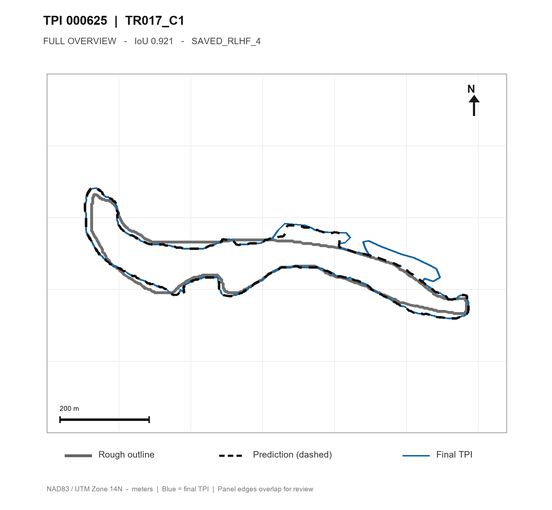 TPI 000625 | TR017_C1
FULL OVERVIEW - IoU 0.921 - SAVED_RLHF_4
N
200 m
Rough outline
Prediction (dashed)
Final TPI
NAD83 / UTM Zone 14N - meters | Blue = final TPI | Panel edges overlap for review